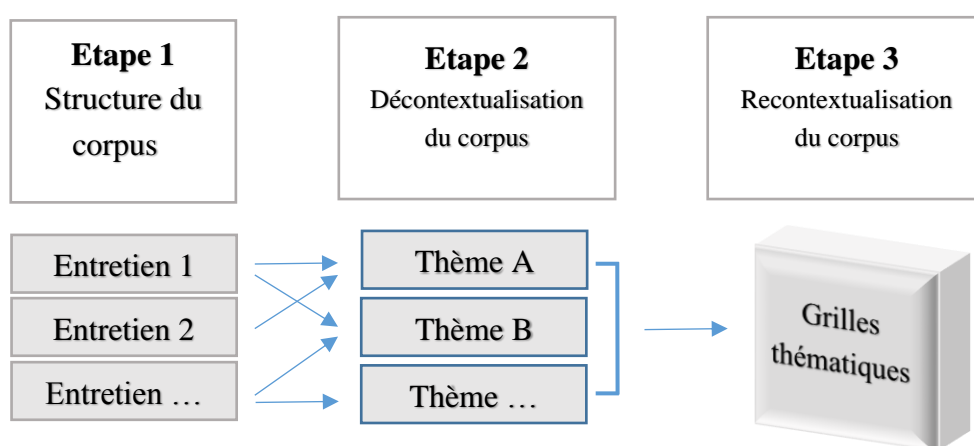 Etape 1
Structure du
corpus
Etape 2
Décontextualisation
du corpus
Etape 3
Recontextualisation
du corpus
Entretien 1
Entretien 2
Entretien …
Thème A
Thème B
Thème …
Grilles
thématiques